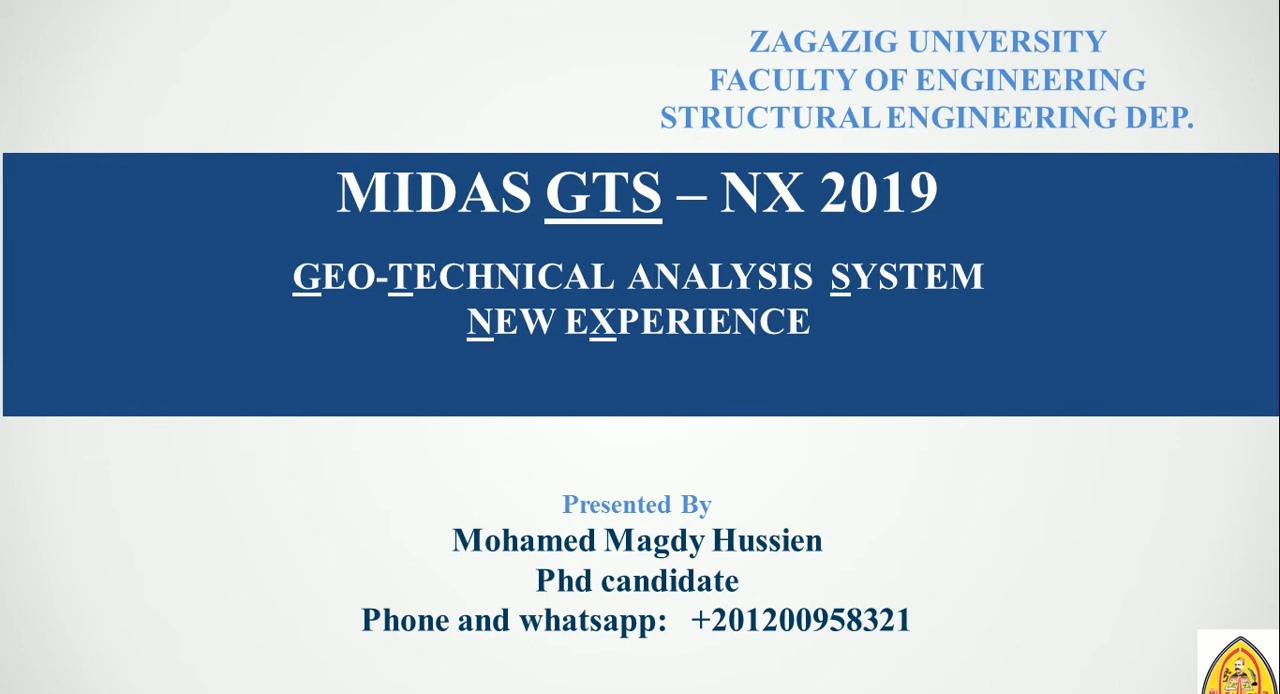 ZAGAZIG UNIVERSITY
FACULTY OF ENGINEERING
STRUCTURAL ENGINEERING DEP.
MIDAS GTS – NX 2019
GEO-TECHNICAL ANALYSIS SYSTEM
NEW EXPERIENCE
Presented By
Mohamed Magdy Hussien
Phd candidate
Phone and whatsapp: +201200958321